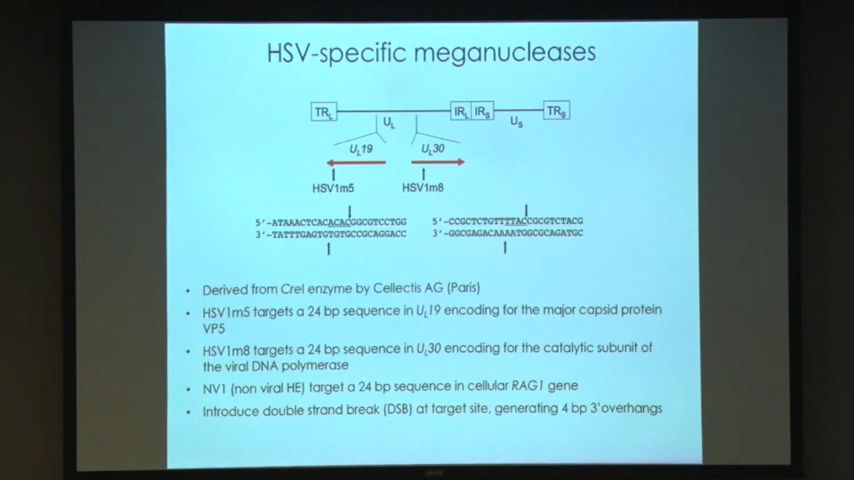 HSV-specific meganucleases
TRL IRL IRS TRS
UL US
UL19 UL30
HSV1m5 HSV1m8
5'-ATAAACTCACACACGGCGTCCTGG 5'-CCGCTCTGTTTTACCGCGTCTACG
3'-TATTTGAGTGTGTGCCGCAGGACC 3'-GGCGAGACAAAATGGCGCAGATGC
• Derived from CreI enzyme by Cellectis AG (Paris)
• HSV1m5 targets a 24 bp sequence in UL19 encoding for the major capsid protein
VP5
• HSV1m8 targets a 24 bp sequence in UL30 encoding for the catalytic subunit of
the viral DNA polymerase
• NV1 (non viral HE) target a 24 bp sequence in cellular RAG1 gene
• Introduce double strand break (DSB) at target site, generating 4 bp 3'overhangs